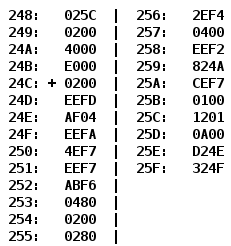 248: 025C | 256: 2EF4
249: 0200 | 257: 0400
24A: 4000 | 258: EEF2
24B: E000 | 259: 824A
24C: + 0200 | 25A: CEF7
24D: EEFD | 25B: 0100
24E: AF04 | 25C: 1201
24F: EEFA | 25D: 0A00
250: 4EF7 | 25E: D24E
251: EEF7 | 25F: 324F
252: ABF6 |
253: 0480 |
254: 0200 |
255: 0280 |